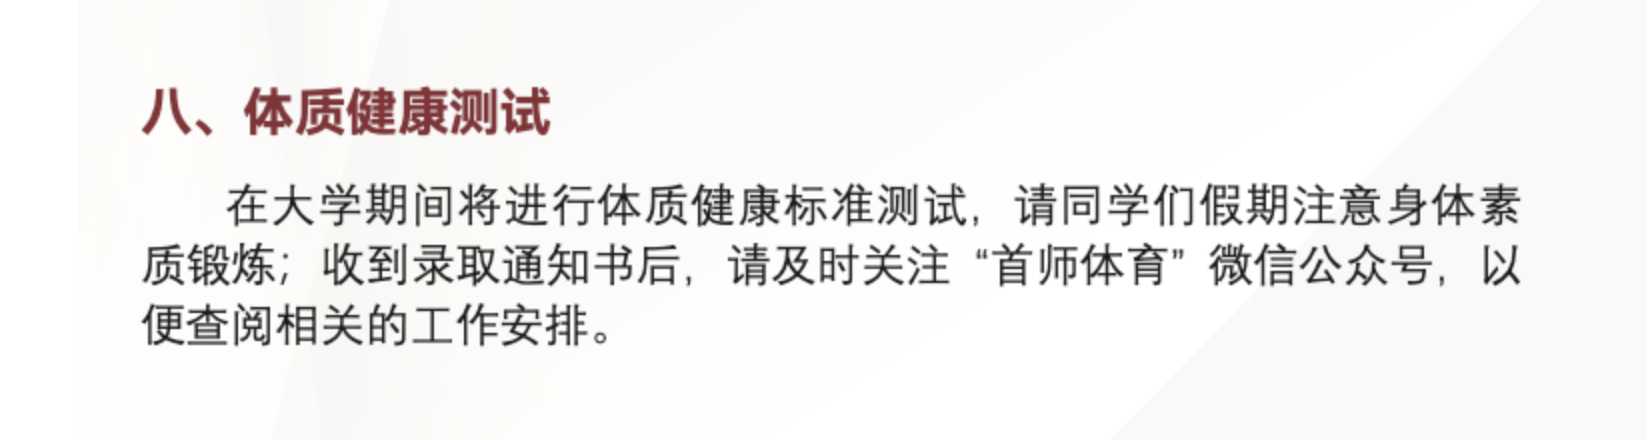 八、体质健康测试
在大学期间将进行体质健康标准测试，请同学们假期注意身体素
质锻炼；收到录取通知书后，请及时关注“首师体育”微信公众号，以
便查阅相关的工作安排。